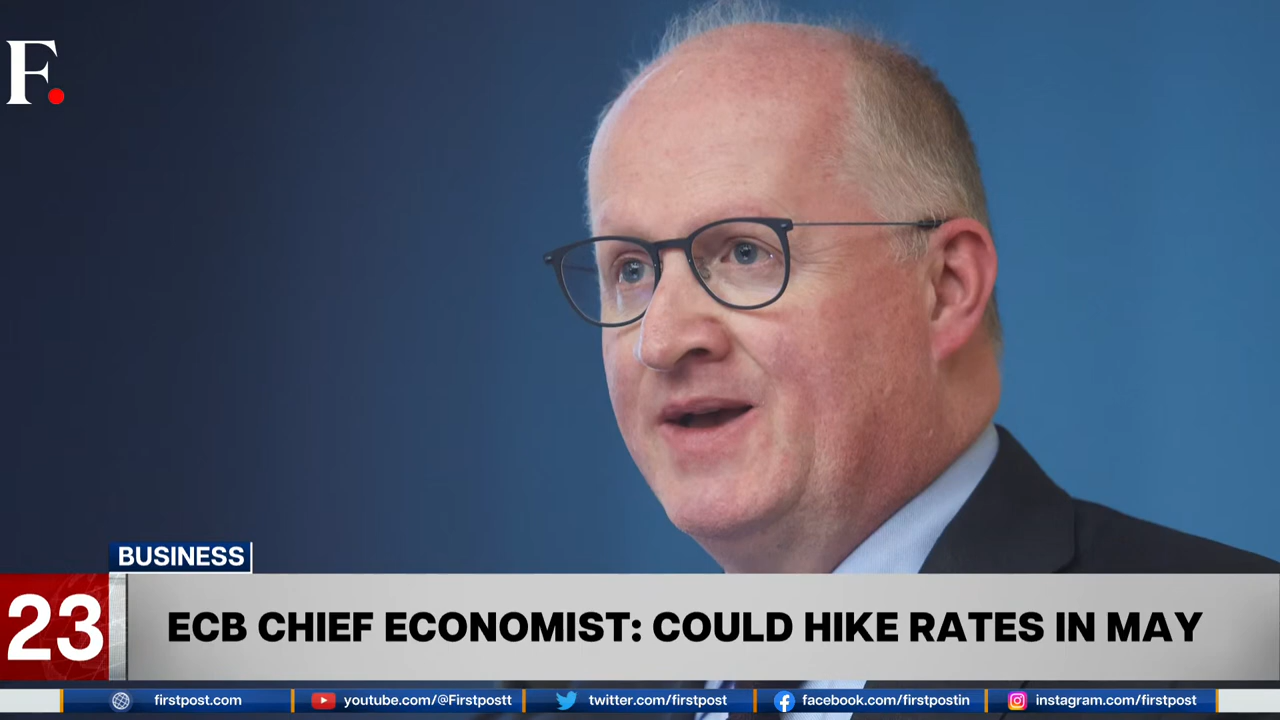 F.
BUSINESS
23
ECB CHIEF ECONOMIST: COULD HIKE RATES IN MAY
firstpost.com
youtube.com/@Firstpostt
twitter.com/firstpost
facebook.com/firstpostin
instagram.com/firstpost